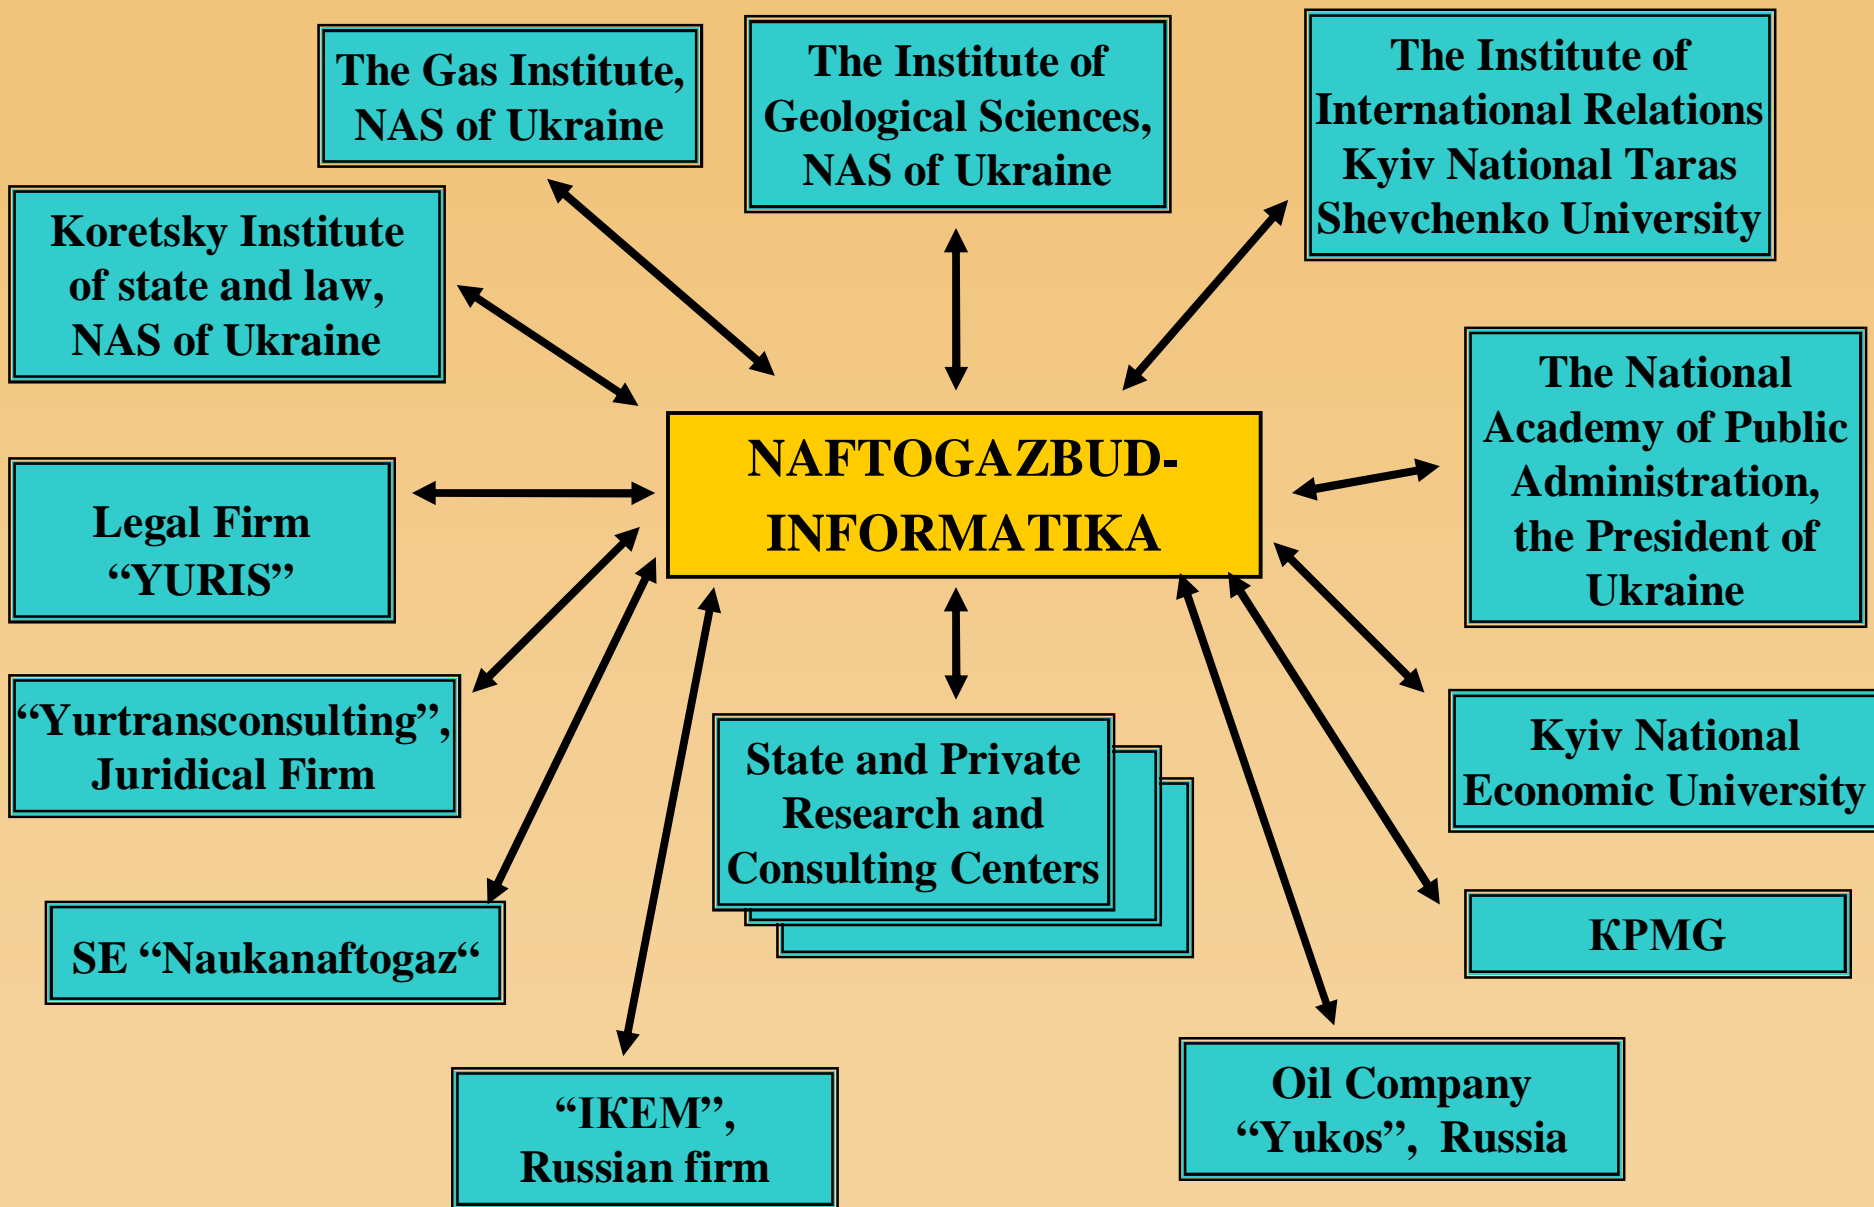 The Gas Institute,
NAS of Ukraine
The Institute of
Geological Sciences,
NAS of Ukraine
The Institute of
International Relations
Kyiv National Taras
Shevchenko University
Koretsky Institute
of state and law,
NAS of Ukraine
The National
Academy of Public
Administration,
the President of
Ukraine
NAFTOGAZBUD-
INFORMATIKA
Legal Firm
“YURIS”
“Yurtransconsulting”,
Juridical Firm
State and Private
Research and
Consulting Centers
Kyiv National
Economic University
SE “Naukanaftogaz“
КPMG
“IКEM”,
Russian firm
Oil Company
“Yukos”, Russia